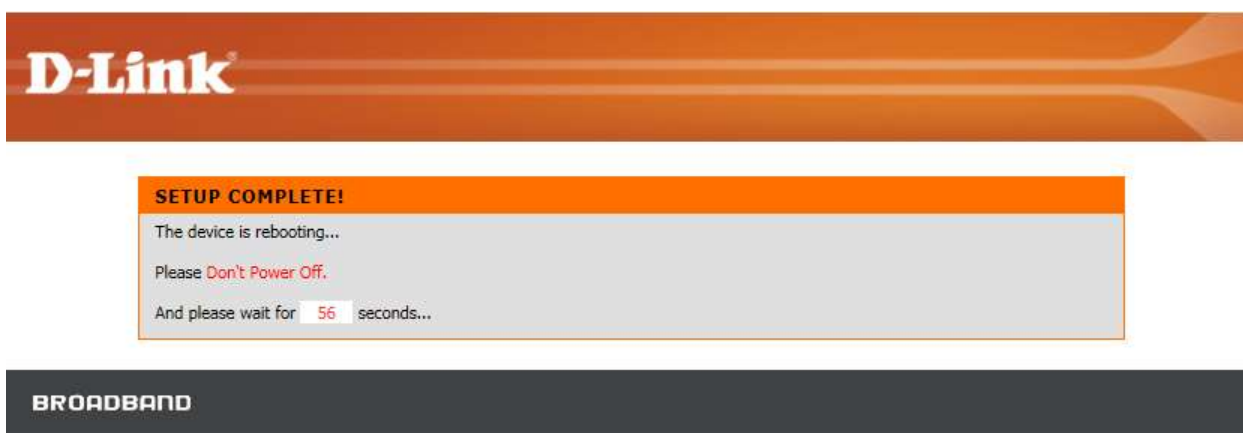 D-Link
SETUP COMPLETE!
The device is rebooting...
Please Don't Power Off.
And please wait for 56 seconds...
BROADBAND